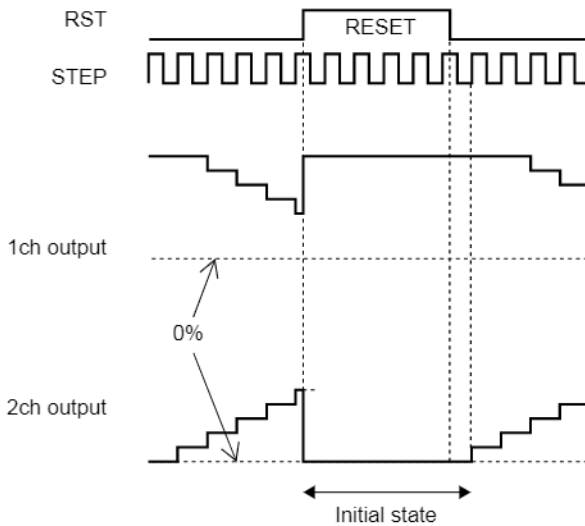 RST
RESET
STEP
1ch output
0%
2ch output
Initial state